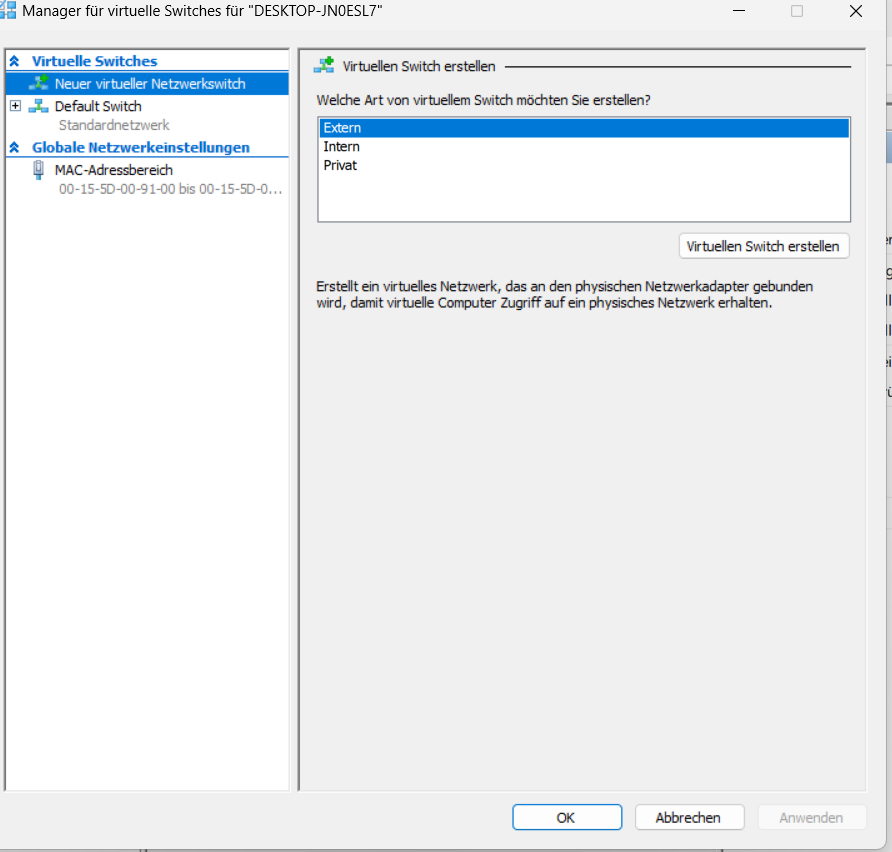 Manager für virtuelle Switches für "DESKTOP-JN0ESL7"
Virtuelle Switches
Neuer virtueller Netzwerkswitch
Default Switch
Standardnetzwerk
Globale Netzwerkeinstellungen
MAC-Adressbereich
00-15-5D-00-91-00 bis 00-15-5D-0...
Virtuellen Switch erstellen
Welche Art von virtuellem Switch möchten Sie erstellen?
Extern
Intern
Privat
Virtuellen Switch erstellen
Erstellt ein virtuelles Netzwerk, das an den physischen Netzwerkadapter gebunden
wird, damit virtuelle Computer Zugriff auf ein physisches Netzwerk erhalten.
OK
Abbrechen
Anwenden